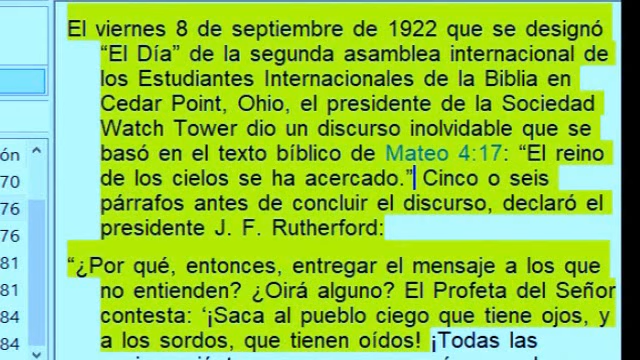 El viernes 8 de septiembre de 1922 que se designó
“El Día” de la segunda asamblea internacional de
los Estudiantes Internacionales de la Biblia en
Cedar Point, Ohio, el presidente de la Sociedad
Watch Tower dio un discurso inolvidable que se
basó en el texto bíblico de Mateo 4:17: “El reino
de los cielos se ha acercado.” Cinco o seis
párrafos antes de concluir el discurso, declaró el
presidente J. F. Rutherford:
“¿Por qué, entonces, entregar el mensaje a los que
no entienden? ¿Oirá alguno? El Profeta del Señor
contesta: ‘¡Saca al pueblo ciego que tiene ojos, y
a los sordos, que tienen oídos! ¡Todas las
ón
70
76
76
81
81
84
84